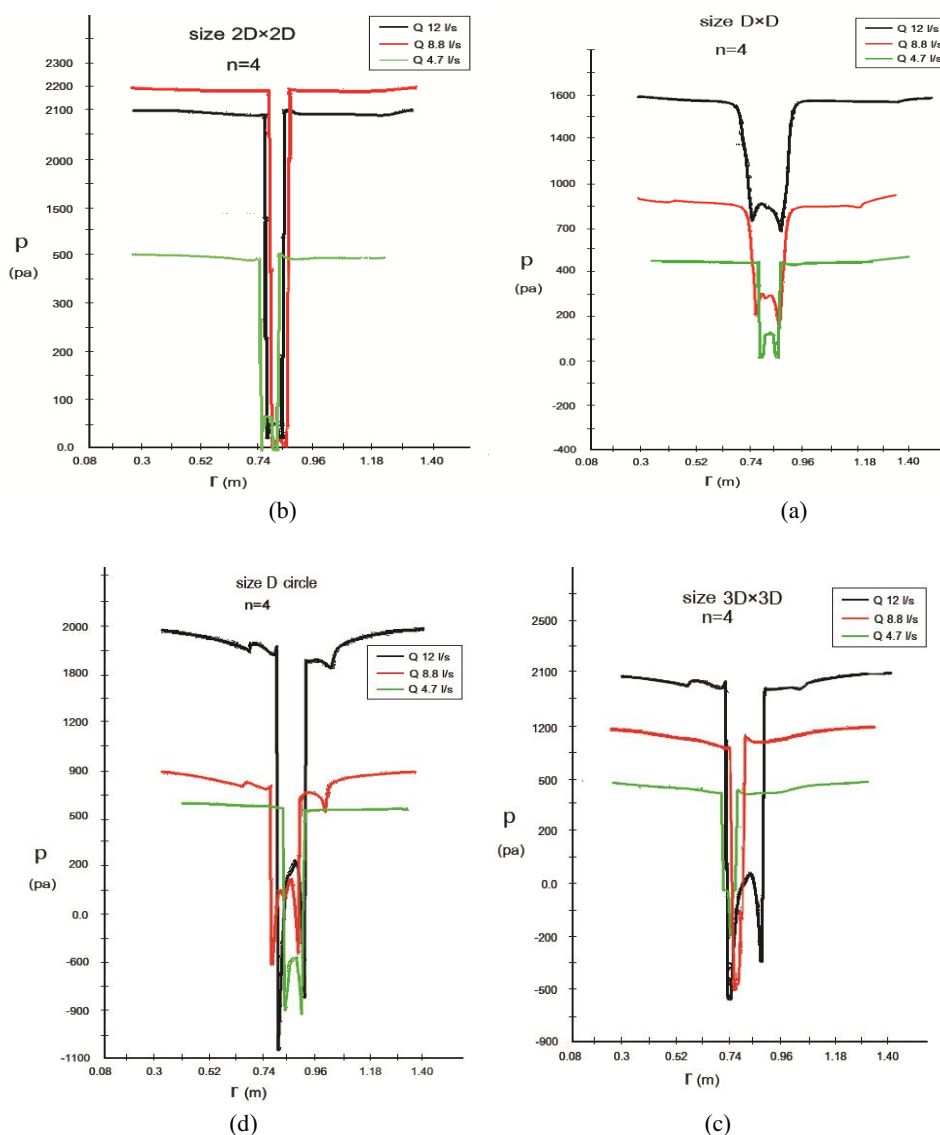 size 2D×2D
n=4
Q 12 l/s
Q 8.8 l/s
Q 4.7 l/s
2300
2200
2100
2000
1500
500
300
200
100
0.0
P
(pa)
0.08 0.3 0.52 0.74 0.96 1.18 1.40
r (m)
(b)
size D×D
n=4
Q 12 l/s
Q 8.8 l/s
Q 4.7 l/s
1600
1400
1000
700
400
200
0.0
-200
-400
P
(pa)
0.08 0.3 0.52 0.74 0.96 1.18 1.40
r (m)
(a)
size D circle
n=4
Q 12 l/s
Q 8.8 l/s
Q 4.7 l/s
2000
1800
1200
900
500
200
0.0
-600
-900
-1100
P
(pa)
0.08 0.3 0.52 0.74 0.96 1.18 1.40
r (m)
(d)
size 3D×3D
n=4
Q 12 l/s
Q 8.8 l/s
Q 4.7 l/s
2500
2100
1200
500
200
0.0
-200
-500
-900
P
(pa)
0.08 0.3 0.52 0.74 0.96 1.18 1.40
r (m)
(c)